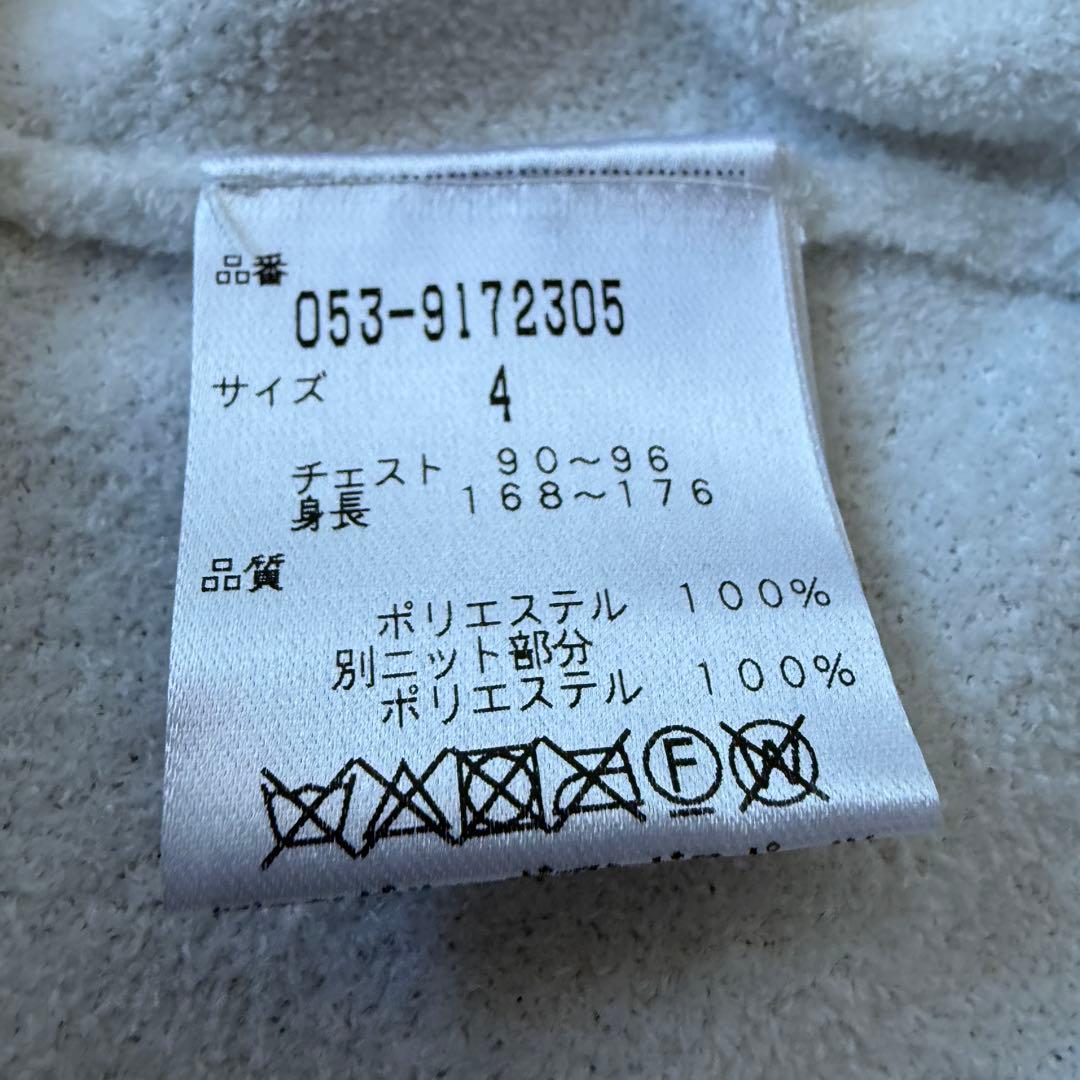 品番
053-9172305
サイズ 4
チェスト 90～96
身長 168～176
品質
ポリエステル 100%
別ニット部分
ポリエステル 100%
F W